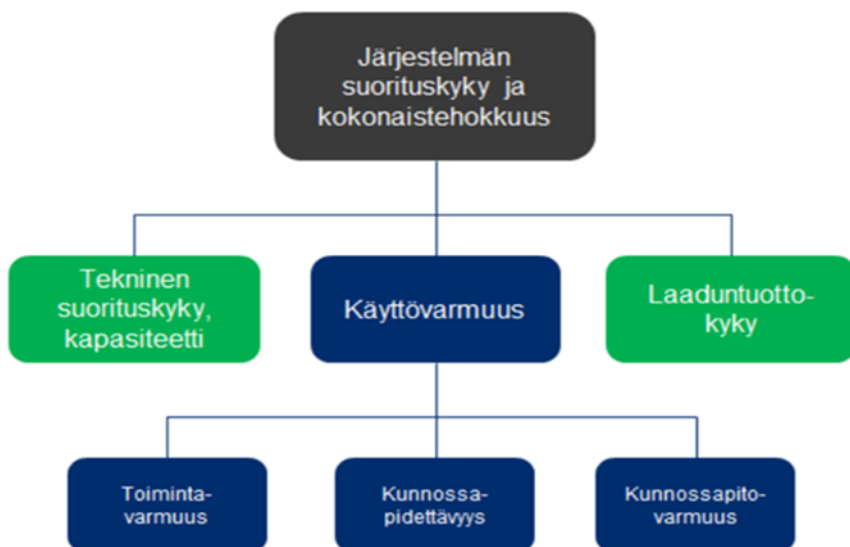 Järjestelmän
suorituskyky ja
kokonaistehokkuus
Tekninen
suorituskyky,
kapasiteetti
Käyttövarmuus
Laaduntuotto-
kyky
Toiminta-
varmuus
Kunnossa-
pidettävyys
Kunnossapito-
varmuus